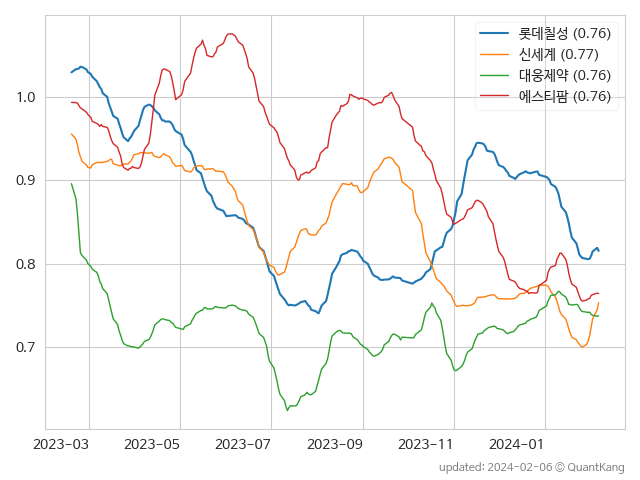 롯데칠성 (0.76)
신세계 (0.77)
대웅제약 (0.76)
에스티팜 (0.76)
1.0
0.9
0.8
0.7
2023-03 2023-05 2023-07 2023-09 2023-11 2024-01
updated: 2024-02-06 © QuantKang